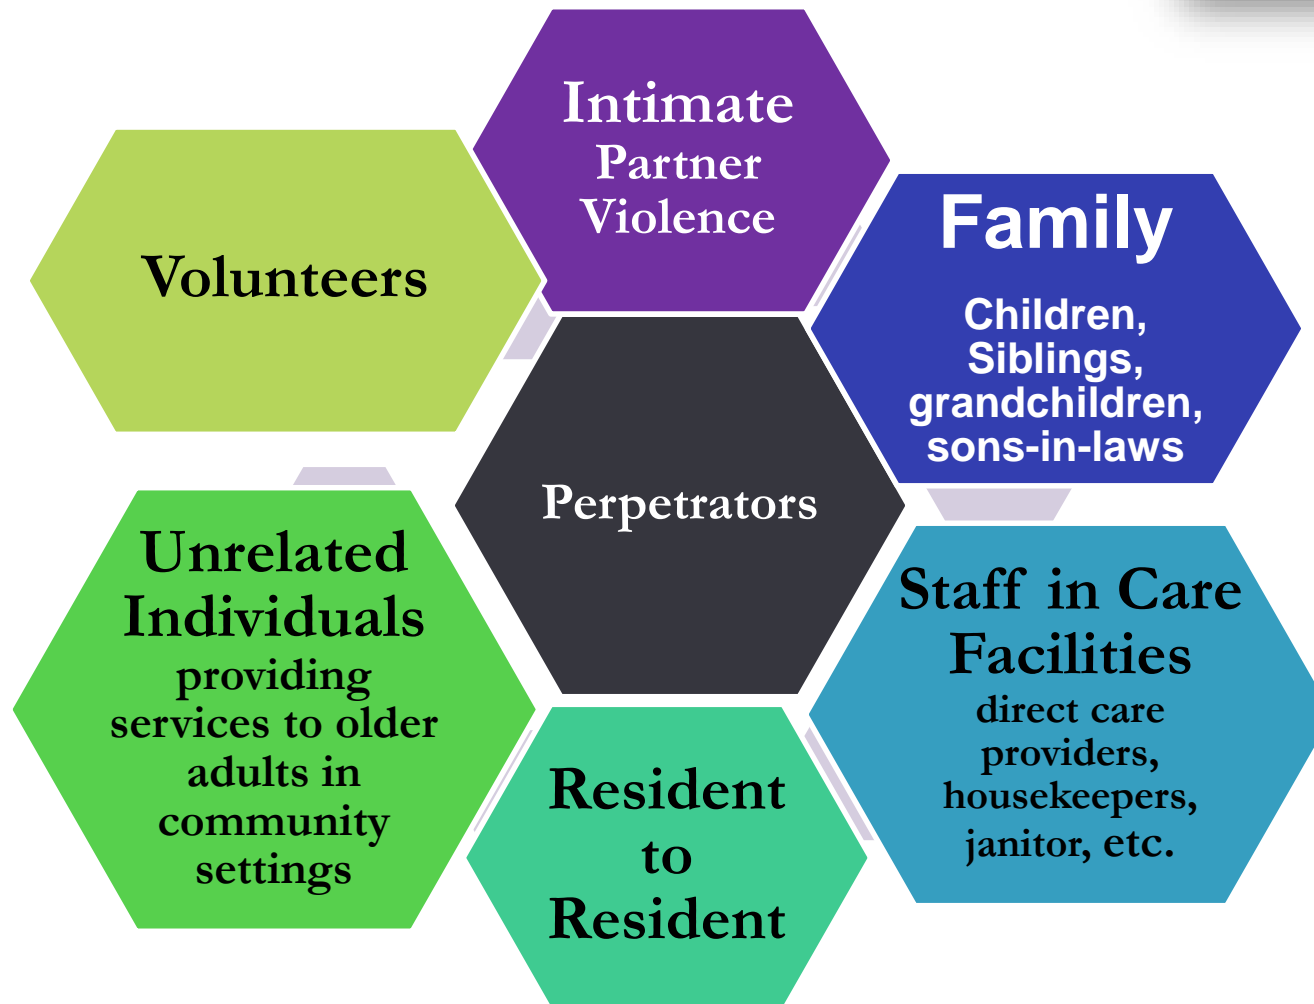 Intimate
Partner
Violence
Volunteers
Family
Children,
Siblings,
grandchildren,
sons-in-laws
Perpetrators
Unrelated
Individuals
providing
services to older
adults in
community
settings
Staff in Care
Facilities
direct care
providers,
housekeepers,
janitor, etc.
Resident
to
Resident